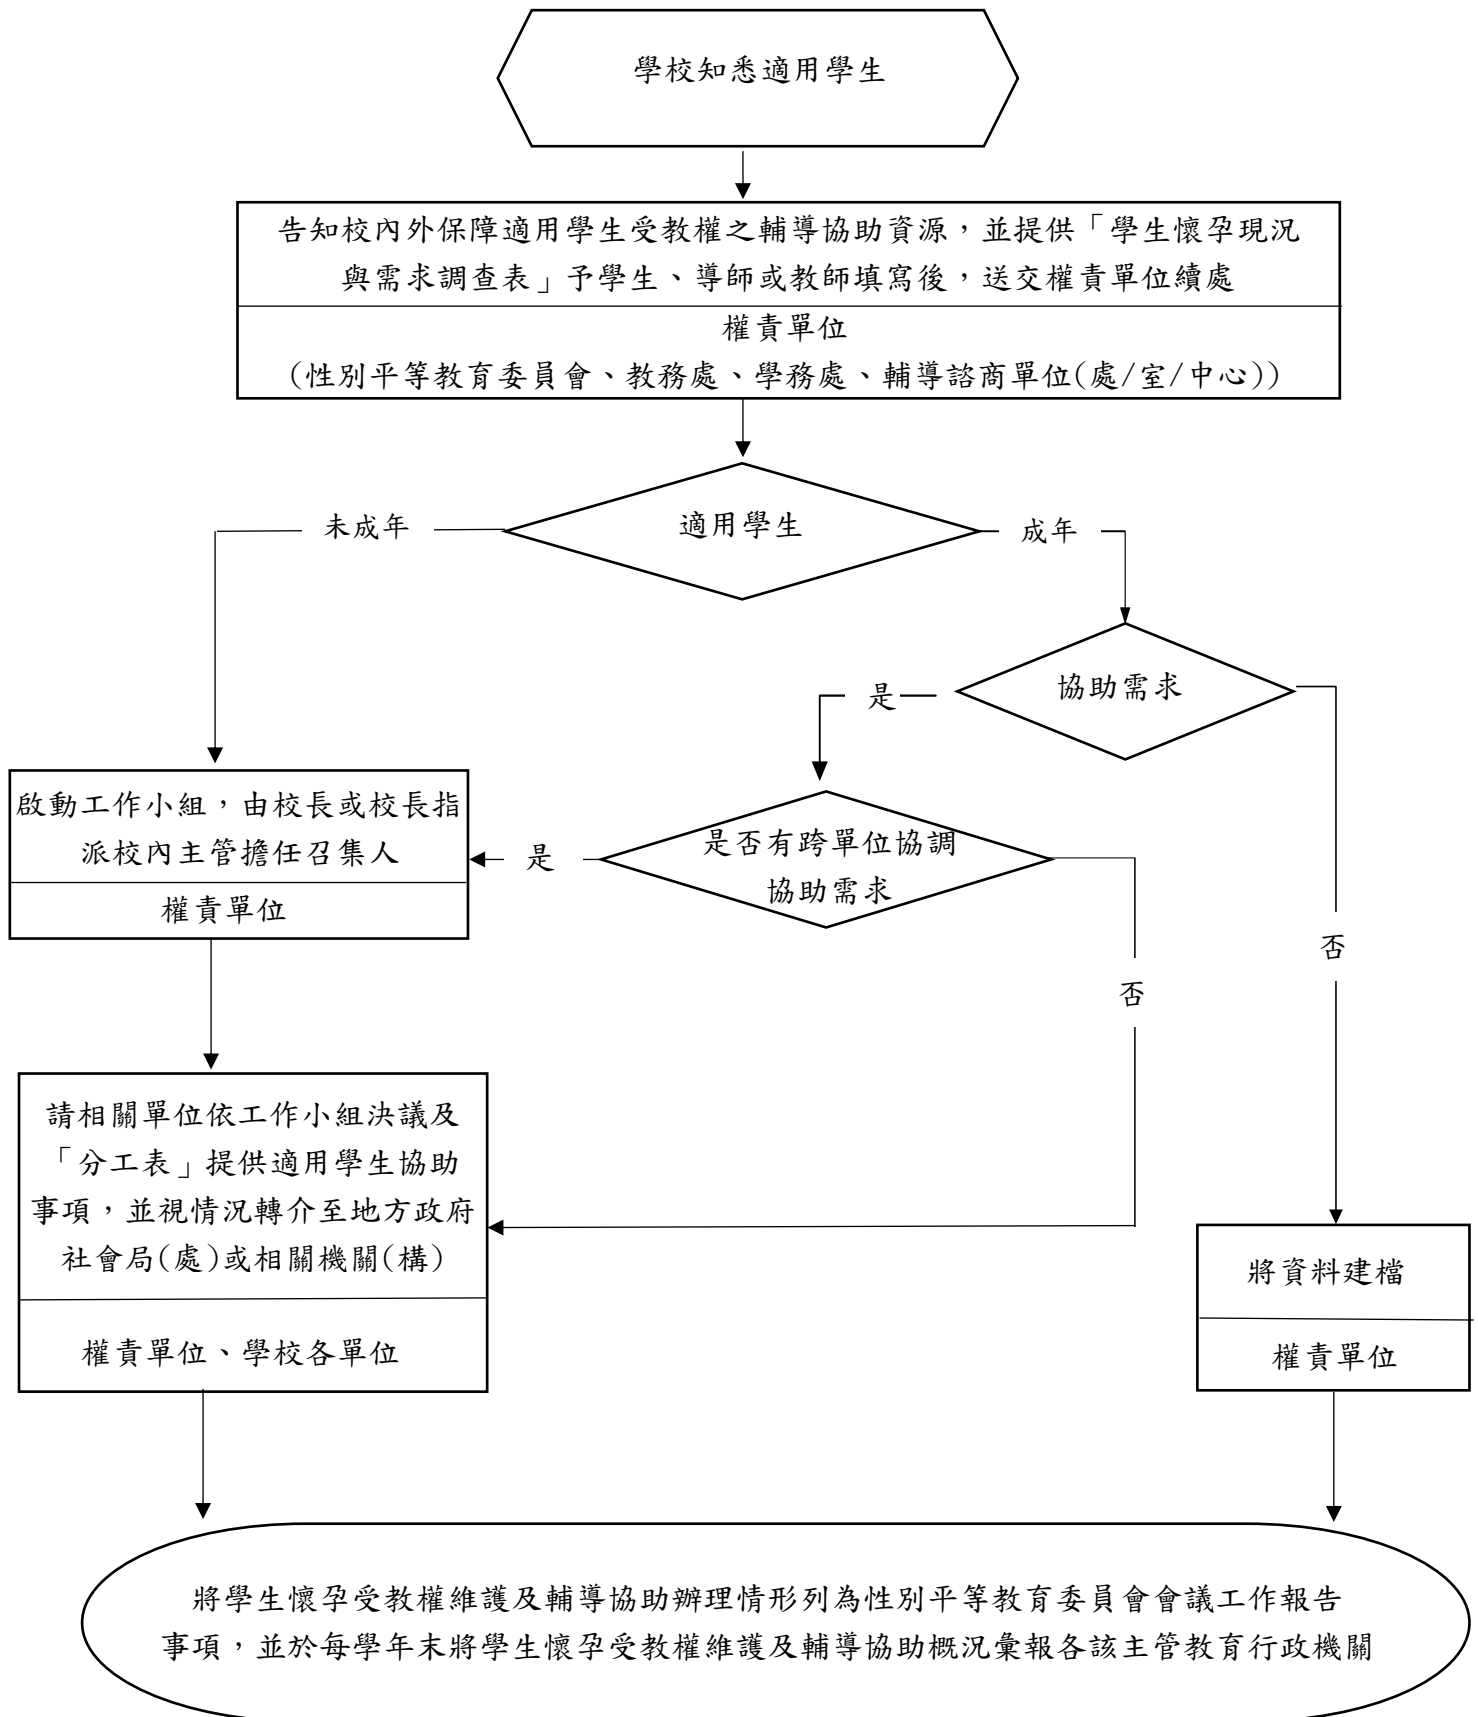 學校知悉適用學生
告知校內外保障適用學生受教權之輔導協助資源，並提供「學生懷孕現況
與需求調查表」予學生、導師或教師填寫後，送交權責單位續處
權責單位
(性別平等教育委員會、教務處、學務處、輔導諮商單位(處/室/中心))
適用學生
未成年
成年
協助需求
是
否
是否有跨單位協調
協助需求
是
否
啟動工作小組，由校長或校長指
派校內主管擔任召集人
權責單位
請相關單位依工作小組決議及
「分工表」提供適用學生協助
事項，並視情況轉介至地方政府
社會局(處)或相關機關(構)
權責單位、學校各單位
將資料建檔
權責單位
將學生懷孕受教權維護及輔導協助辦理情形列為性別平等教育委員會會議工作報告
事項，並於每學年末將學生懷孕受教權維護及輔導協助概況彙報各該主管教育行政機關